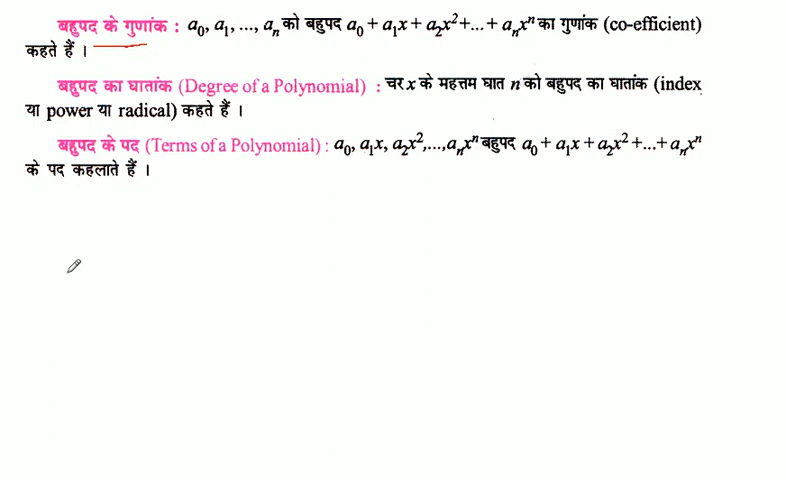 बहुपद के गुणांक : a₀, a₁, ..., aₙ को बहुपद a₀ + a₁x + a₂x² +...+ aₙxⁿ का गुणांक (co-efficient)
कहते हैं ।
बहुपद का घातांक (Degree of a Polynomial) : चर x के महत्तम घात n को बहुपद का घातांक (index
या power या radical) कहते हैं ।
बहुपद के पद (Terms of a Polynomial) : a₀, a₁x, a₂x²,...,aₙxⁿ बहुपद a₀ + a₁x + a₂x² +...+ aₙxⁿ
के पद कहलाते हैं ।